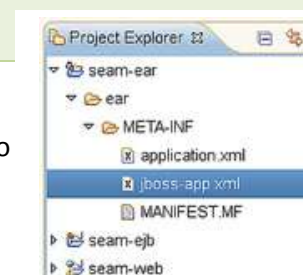 Project Explorer
seam-ear
ear
META-INF
o
application.xml
jboss-app.xml
MANIFEST.MF
seam-ejb
seam-web